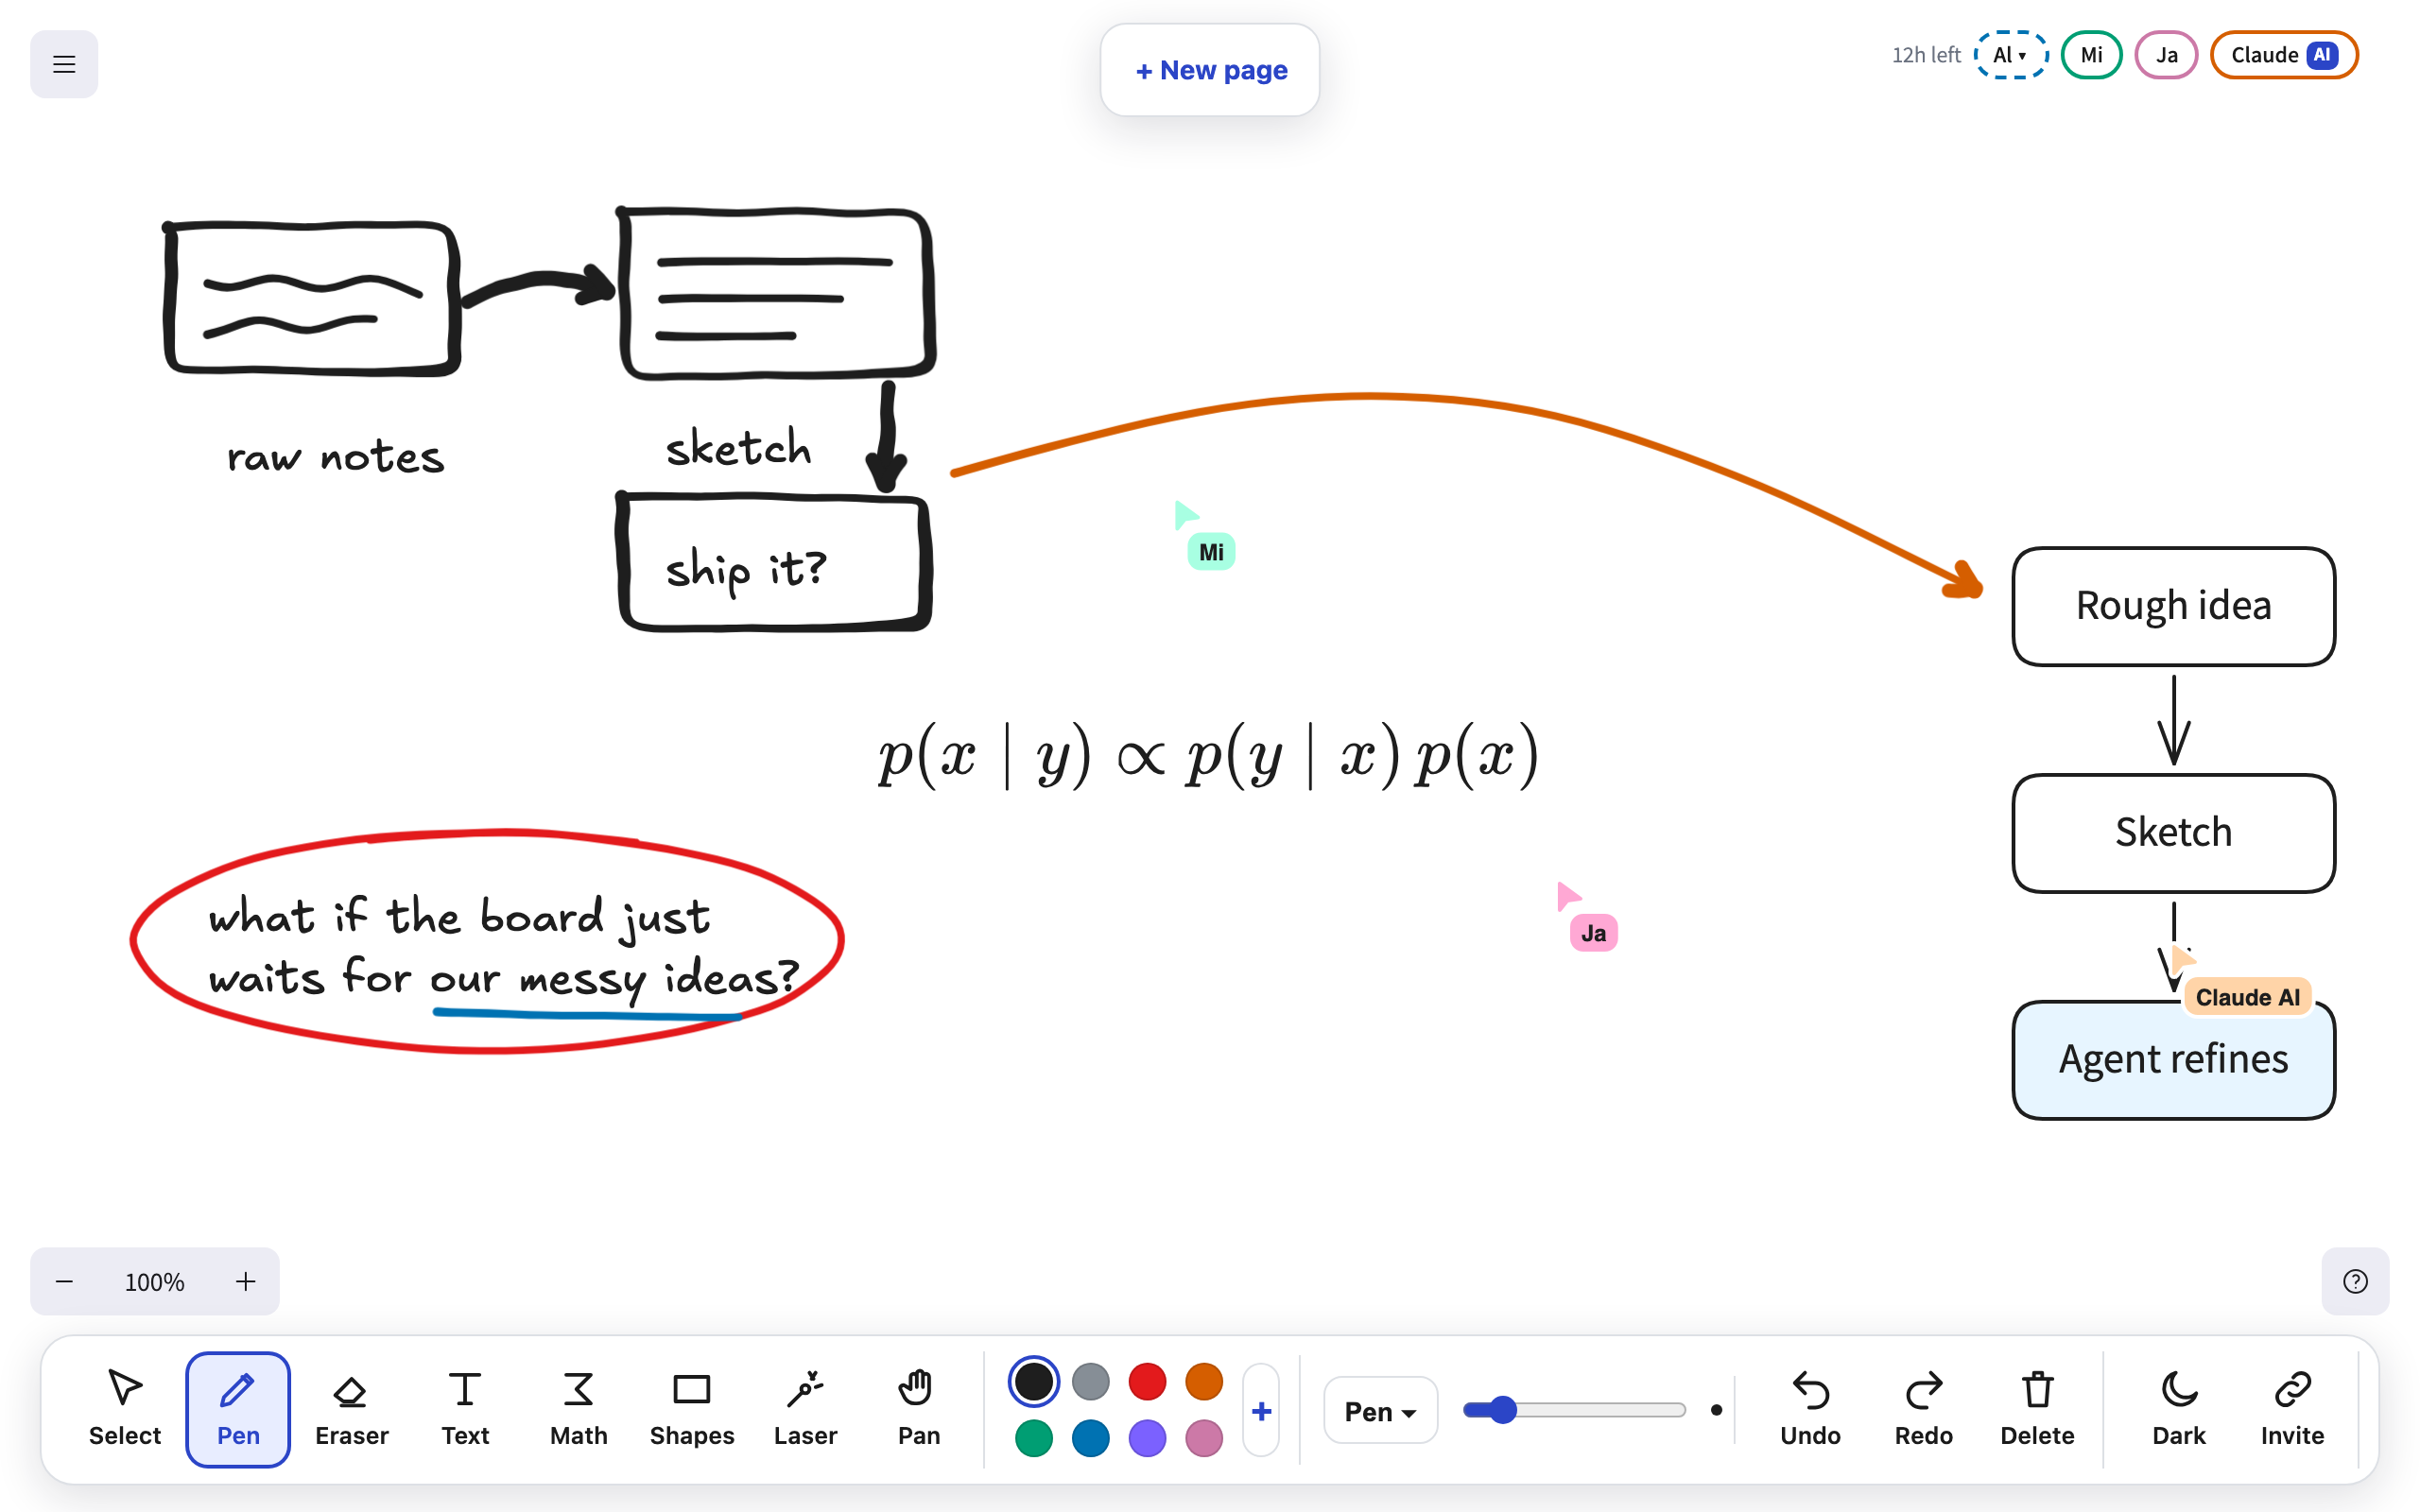 + New page
12h left
Al ▾
Mi
Ja
Claude AI
raw notes
sketch
ship it?
Mi
Rough idea
p(x | y) ∝ p(y | x) p(x)
Sketch
what if the board just
waits for our messy ideas?
Ja
Claude AI
Agent refines
− 100% +
?
Select
Pen
Eraser
Text
Math
Shapes
Laser
Pan
+
Pen
Undo
Redo
Delete
Dark
Invite